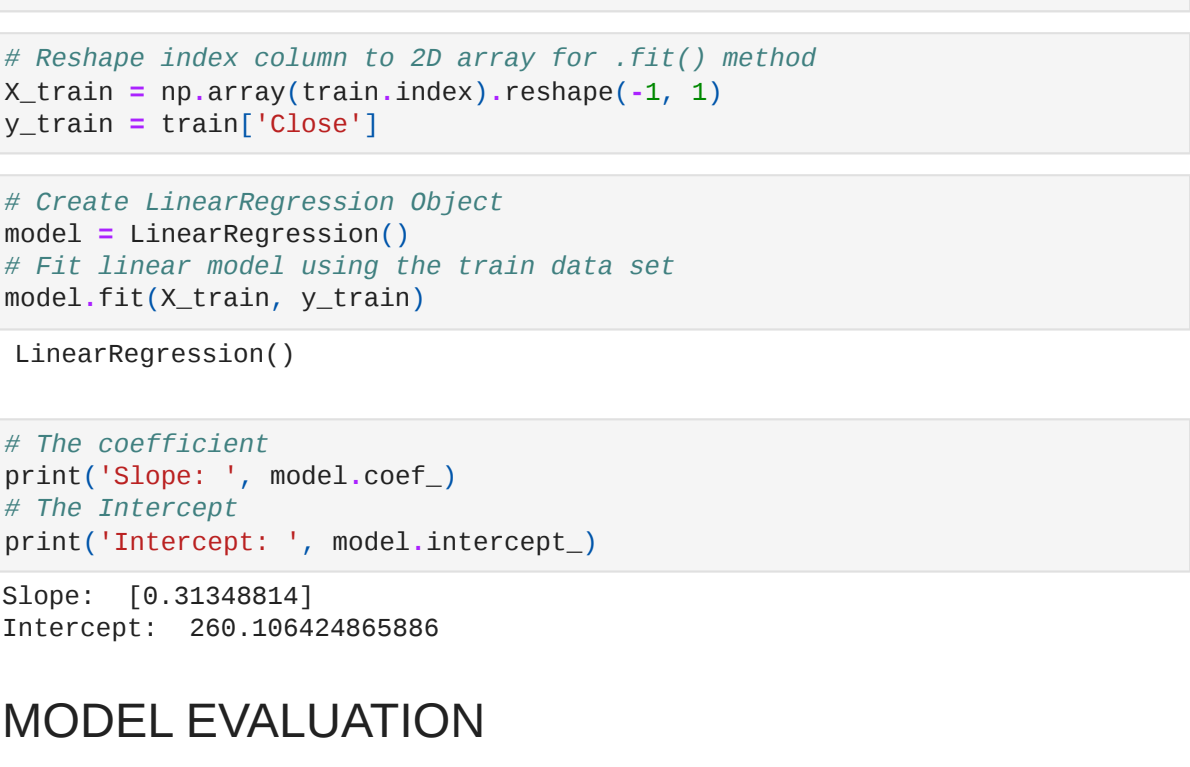 # Reshape index column to 2D array for .fit() method
X_train = np.array(train.index).reshape(-1, 1)
y_train = train['Close']
# Create LinearRegression Object
model = LinearRegression()
# Fit linear model using the train data set
model.fit(X_train, y_train)
LinearRegression()
# The coefficient
print('Slope: ', model.coef_)
# The Intercept
print('Intercept: ', model.intercept_)
Slope:  [0.31348814]
Intercept:  260.106424865886
MODEL EVALUATION